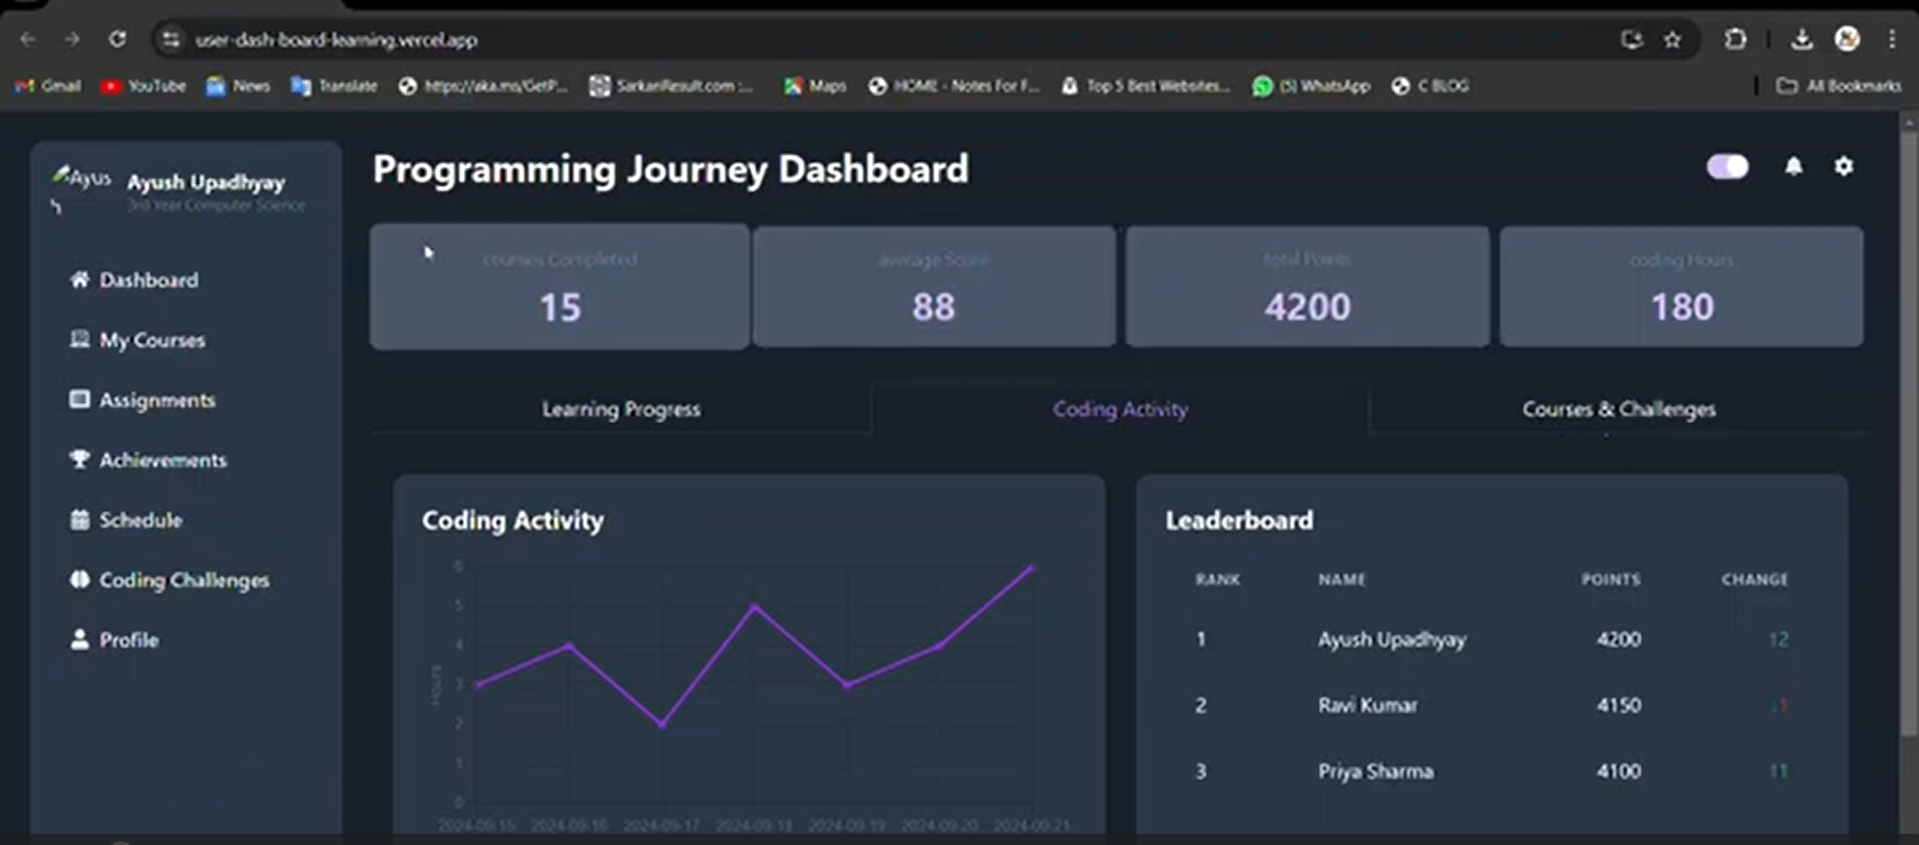 user-dash-board-learning.vercel.app
Gmail YouTube News Translate https://aka.ms/GetP... SarkariResult.com :... Maps HOME - Notes For F... Top 5 Best Websites... (5) WhatsApp C BLOG All Bookmarks
Ayus
h
Ayush Upadhyay
3rd Year Computer Science
Dashboard
My Courses
Assignments
Achievements
Schedule
Coding Challenges
Profile
Programming Journey Dashboard
courses Completed
15
average Score
88
total Points
4200
coding Hours
180
Learning Progress Coding Activity Courses & Challenges
Coding Activity
Hours
6
5
4
3
2
1
0
2024-09-15 2024-09-16 2024-09-17 2024-09-18 2024-09-19 2024-09-20 2024-09-21
Leaderboard
RANK NAME POINTS CHANGE
1 Ayush Upadhyay 4200 ↑2
2 Ravi Kumar 4150 ↓1
3 Priya Sharma 4100 ↑1